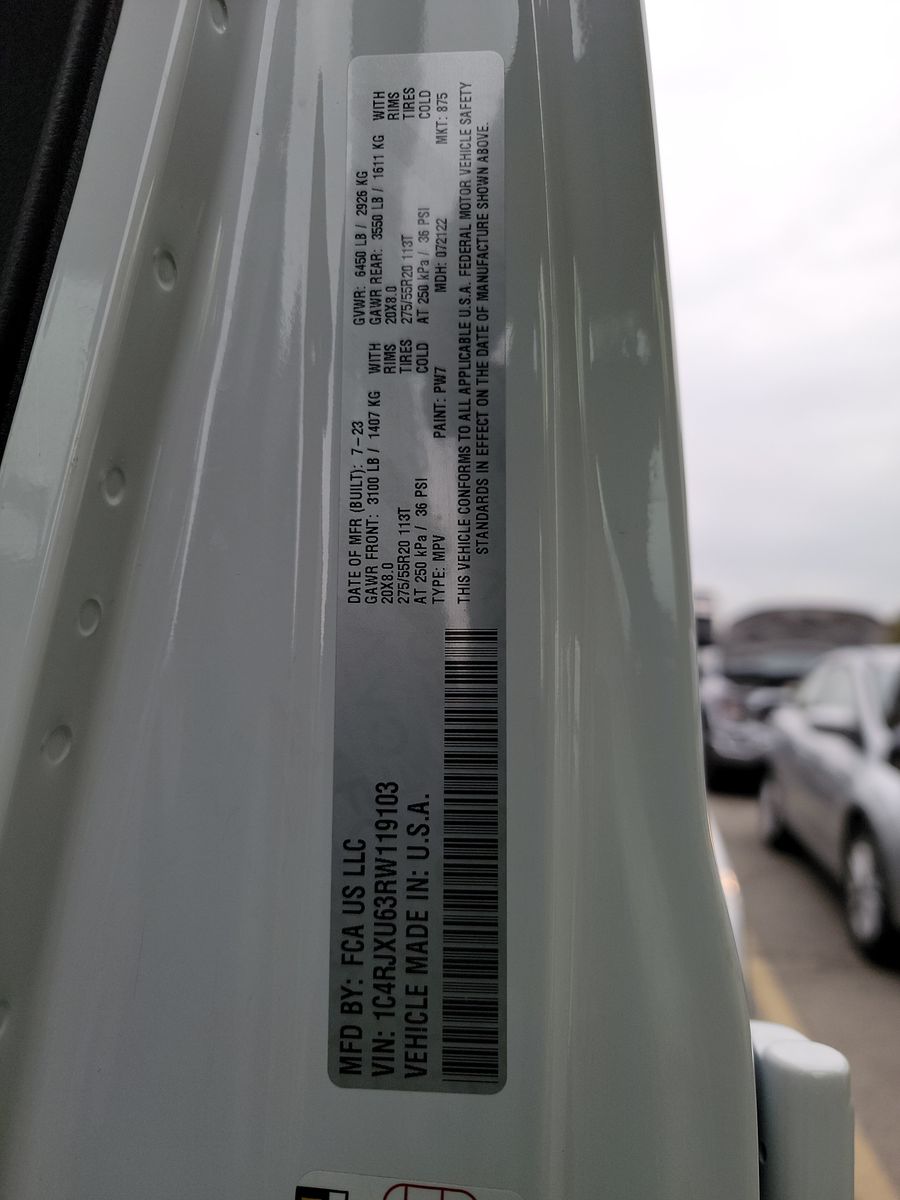 MFD BY: FCA US LLC
VIN: 1C4RJXU63RW119103
VEHICLE MADE IN: U.S.A.
DATE OF MFR (BUILT): 7-23 GVWR: 6450 LB / 2926 KG
GAWR FRONT: 3100 LB / 1407 KG WITH GAWR REAR: 3550 LB / 1611 KG WITH
20X8.0 RIMS 20X8.0 RIMS
275/55R20 113T TIRES 275/55R20 113T TIRES
AT 250 kPa / 36 PSI COLD AT 250 kPa / 36 PSI COLD
TYPE: MPV PAINT: PW7 MDH: 072122 MKT: 875
THIS VEHICLE CONFORMS TO ALL APPLICABLE U.S.A. FEDERAL MOTOR VEHICLE SAFETY
STANDARDS IN EFFECT ON THE DATE OF MANUFACTURE SHOWN ABOVE.